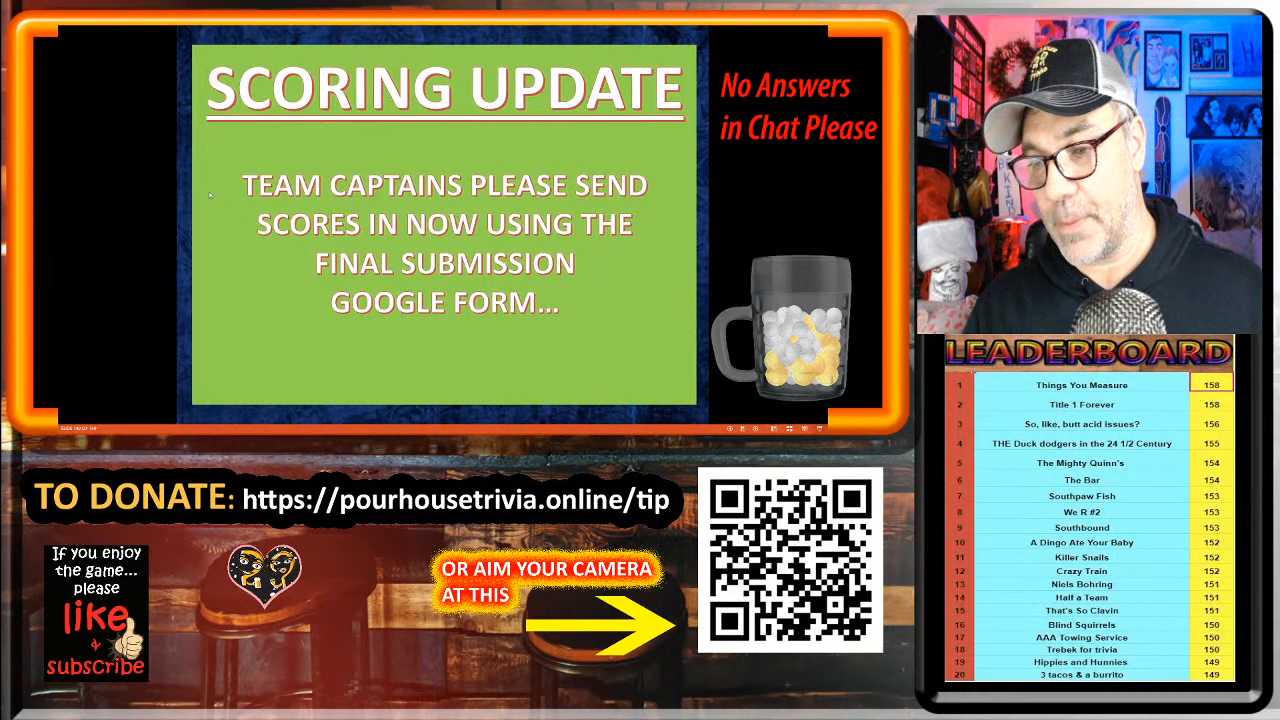 SCORING UPDATE
TEAM CAPTAINS PLEASE SEND
SCORES IN NOW USING THE
FINAL SUBMISSION
GOOGLE FORM...
No Answers
in Chat Please
SLIDE 140 OF 149
TO DONATE: https://pourhousetrivia.online/tip
If you enjoy
the game...
please
like
&
subscribe
OR AIM YOUR CAMERA
AT THIS
LEADERBOARD
1 Things You Measure 158
2 Title 1 Forever 158
3 So, like, butt acid issues? 156
4 THE Duck dodgers in the 24 1/2 Century 155
5 The Mighty Quinn's 154
6 The Bar 154
7 Southpaw Fish 153
8 We R #2 153
9 Southbound 153
10 A Dingo Ate Your Baby 152
11 Killer Snails 152
12 Crazy Train 152
13 Niels Bohring 151
14 Half a Team 151
15 That's So Clavin 151
16 Blind Squirrels 150
17 AAA Towing Service 150
18 Trebek for trivia 150
19 Hippies and Hunnies 149
20 3 tacos & a burrito 149